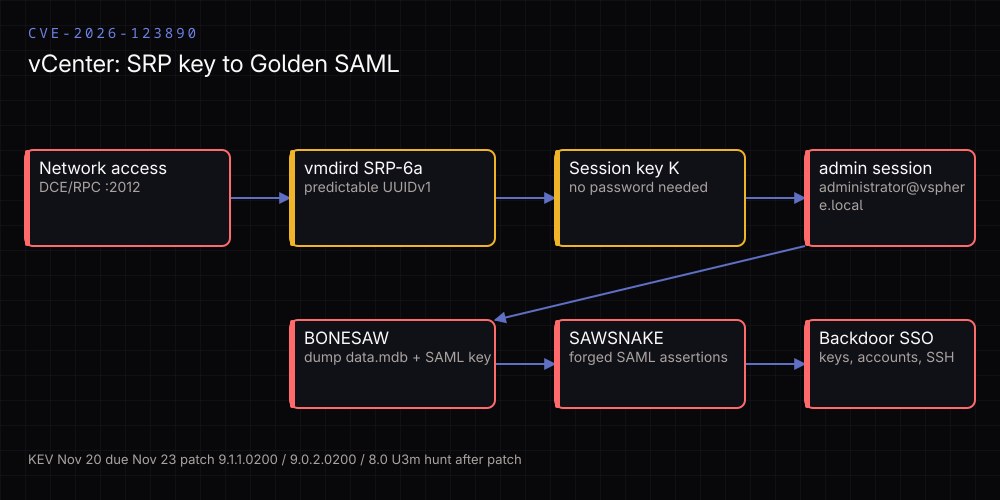 CVE-2026-123890
vCenter: SRP key to Golden SAML
Network access
DCE/RPC :2012
vmdird SRP-6a
predictable UUIDv1
Session key K
no password needed
admin session
administrator@vspher
e.local
BONESAW
dump data.mdb + SAML key
SAWSNAKE
forged SAML assertions
Backdoor SSO
keys, accounts, SSH
KEV Nov 20 due Nov 23 patch 9.1.1.0200 / 9.0.2.0200 / 8.0 U3m hunt after patch